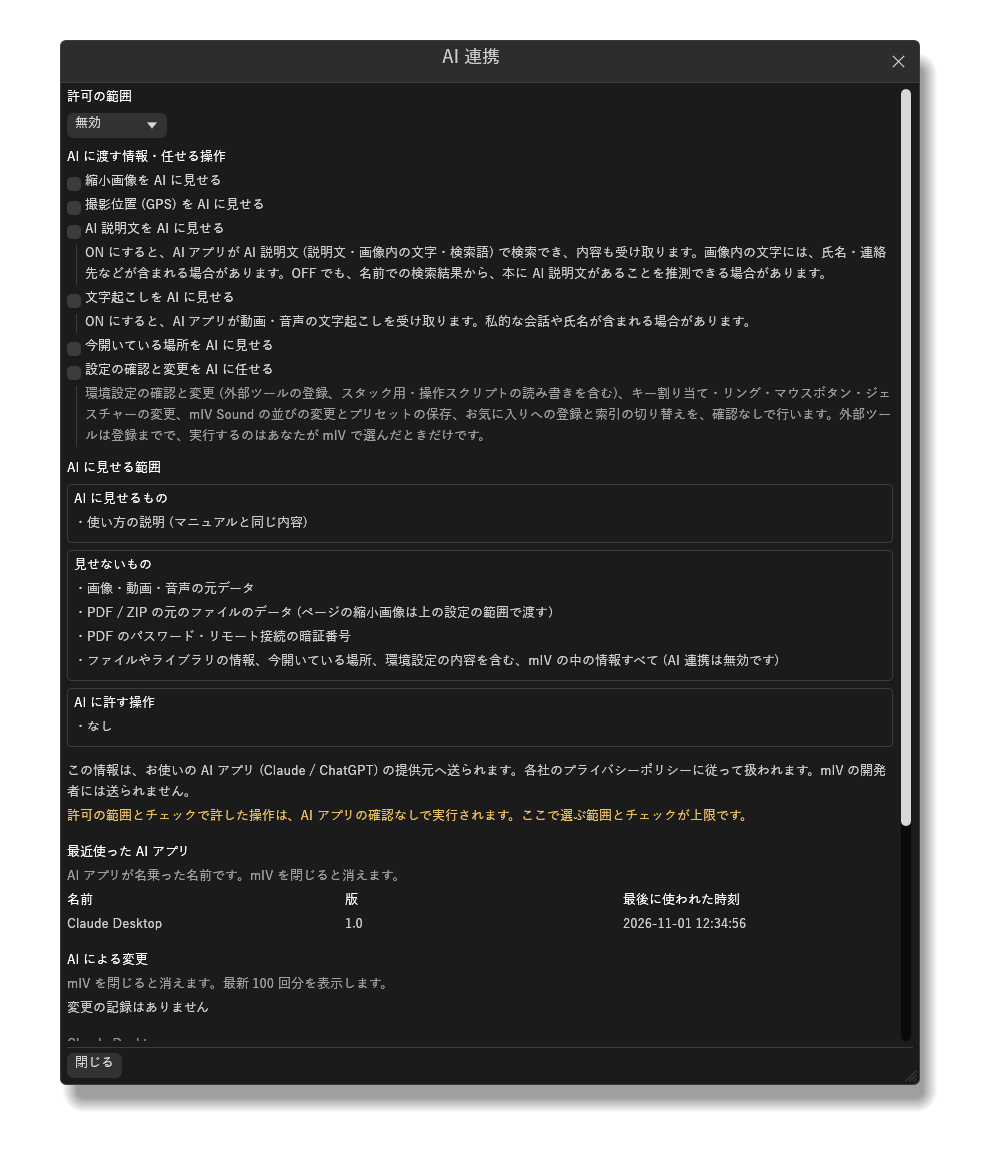 AI 連携
許可の範囲
無効
AI に渡す情報・任せる操作
縮小画像を AI に見せる
撮影位置 (GPS) を AI に見せる
AI 説明文を AI に見せる
ON にすると、AI アプリが AI 説明文 (説明文・画像内の文字・検索語) で検索でき、内容も受け取ります。画像内の文字には、氏名・連絡
先などが含まれる場合があります。OFF でも、名前での検索結果から、本に AI 説明文があることを推測できる場合があります。
文字起こしを AI に見せる
ON にすると、AI アプリが動画・音声の文字起こしを受け取ります。私的な会話や氏名が含まれる場合があります。
今開いている場所を AI に見せる
設定の確認と変更を AI に任せる
環境設定の確認と変更 (外部ツールの登録、スタック用・操作スクリプトの読み書きを含む)、キー割り当て・リング・マウスボタン・ジェ
スチャーの変更、mIV Sound の並びの変更とプリセットの保存、お気に入りへの登録と索引の切り替えを、確認なしで行います。外部ツー
ルは登録までで、実行するのはあなたが mIV で選んだときだけです。
AI に見せる範囲
AI に見せるもの
・使い方の説明 (マニュアルと同じ内容)
見せないもの
・画像・動画・音声の元データ
・PDF / ZIP の元のファイルのデータ (ページの縮小画像は上の設定の範囲で渡す)
・PDF のパスワード・リモート接続の暗証番号
・ファイルやライブラリの情報、今開いている場所、環境設定の内容を含む、mIV の中の情報すべて (AI 連携は無効です)
AI に許す操作
・なし
この情報は、お使いの AI アプリ (Claude / ChatGPT) の提供元へ送られます。各社のプライバシーポリシーに従って扱われます。mIV の開発
者には送られません。
許可の範囲とチェックで許した操作は、AI アプリの確認なしで実行されます。ここで選ぶ範囲とチェックが上限です。
最近使った AI アプリ
AI アプリが名乗った名前です。mIV を閉じると消えます。
名前 版 最後に使われた時刻
Claude Desktop 1.0 2026-11-01 12:34:56
AI による変更
mIV を閉じると消えます。最新 100 回分を表示します。
変更の記録はありません
閉じる